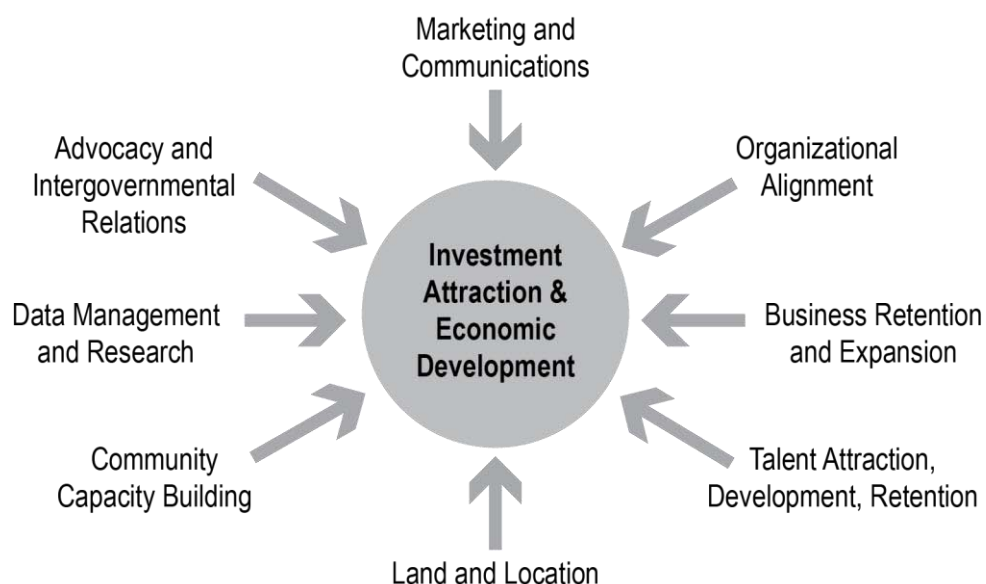 Marketing and
Communications
Advocacy and
Intergovernmental
Relations
Organizational
Alignment
Investment
Attraction &
Economic
Development
Data Management
and Research
Business Retention
and Expansion
Community
Capacity Building
Talent Attraction,
Development, Retention
Land and Location